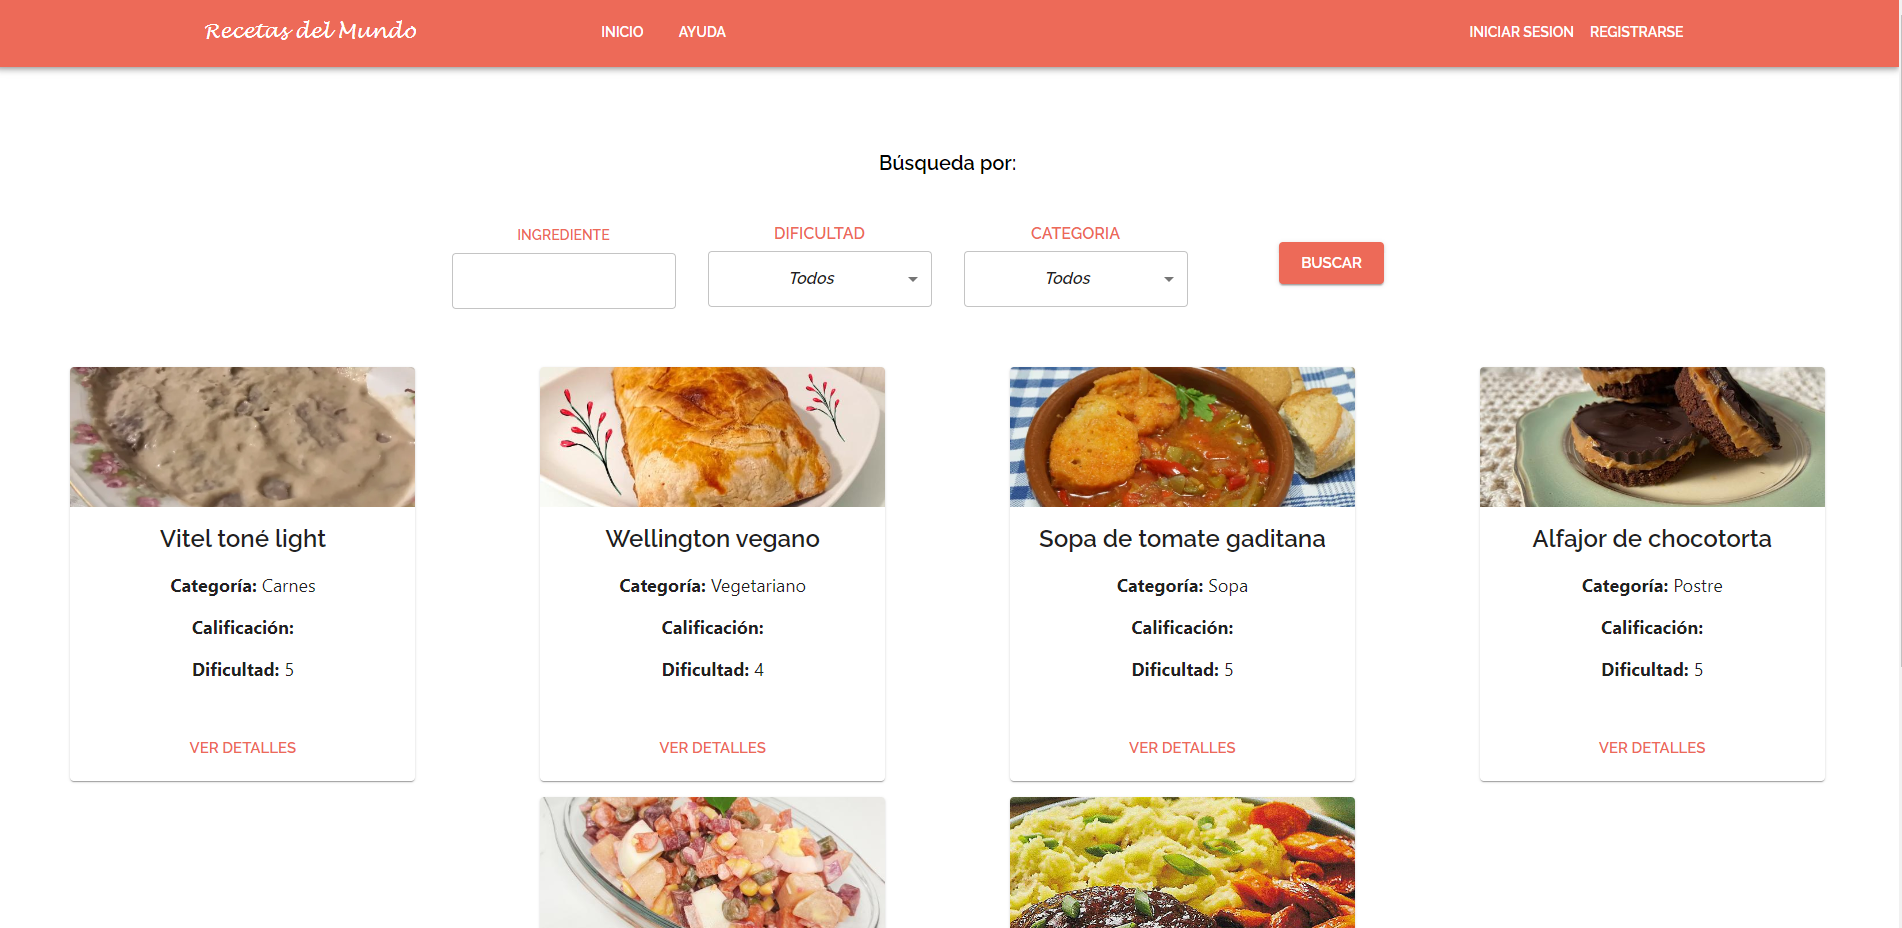 Recetas del Mundo
INICIO
AYUDA
INICIAR SESION
REGISTRARSE
Búsqueda por:
INGREDIENTE
DIFICULTAD
CATEGORIA
Todos
Todos
BUSCAR
Vitel toné light
Categoría: Carnes
Calificación:
Dificultad: 5
VER DETALLES
Wellington vegano
Categoría: Vegetariano
Calificación:
Dificultad: 4
VER DETALLES
Sopa de tomate gaditana
Categoría: Sopa
Calificación:
Dificultad: 5
VER DETALLES
Alfajor de chocotorta
Categoría: Postre
Calificación:
Dificultad: 5
VER DETALLES